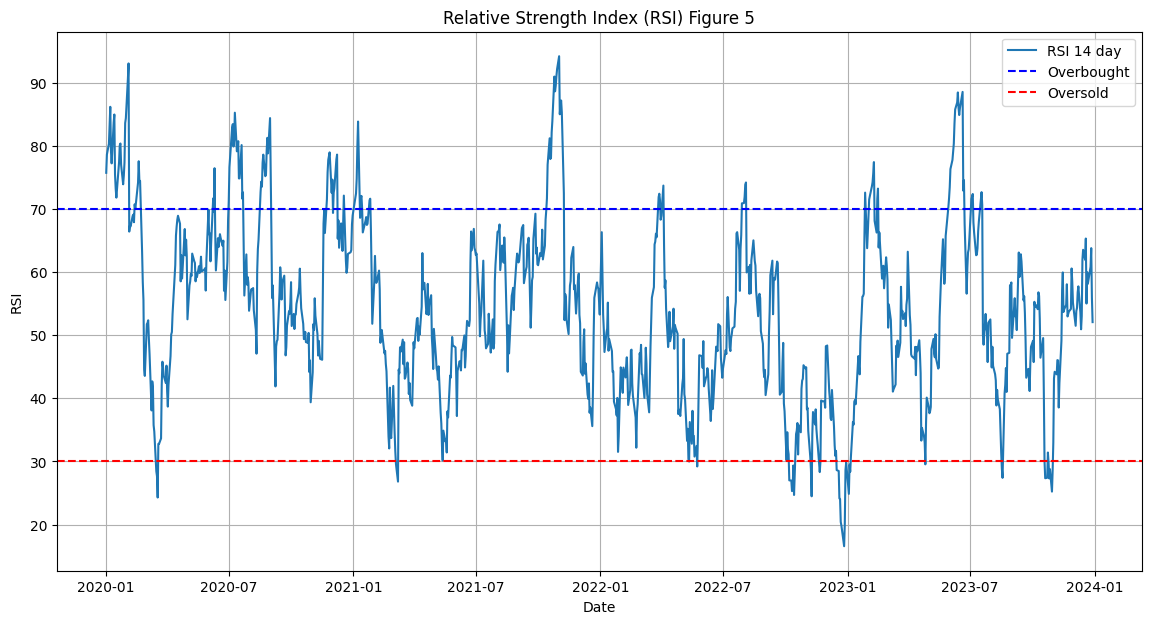 Relative Strength Index (RSI) Figure 5
RSI 14 day
Overbought
Oversold
RSI
90
80
70
60
50
40
30
20
2020-01 2020-07 2021-01 2021-07 2022-01 2022-07 2023-01 2023-07 2024-01
Date